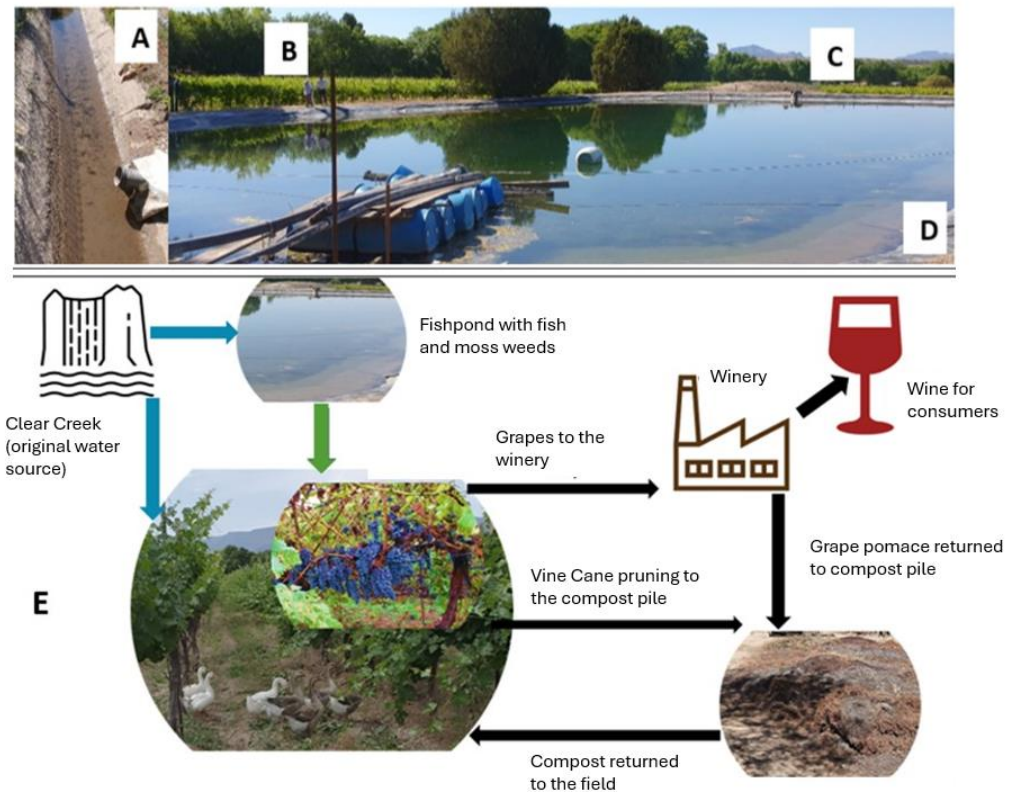 A
B
C
D
Fishpond with fish
and moss weeds
Winery
Wine for
consumers
Clear Creek
(original water
source)
Grapes to the
winery
Grape pomace returned
to compost pile
Vine Cane pruning to
the compost pile
E
Compost returned
to the field